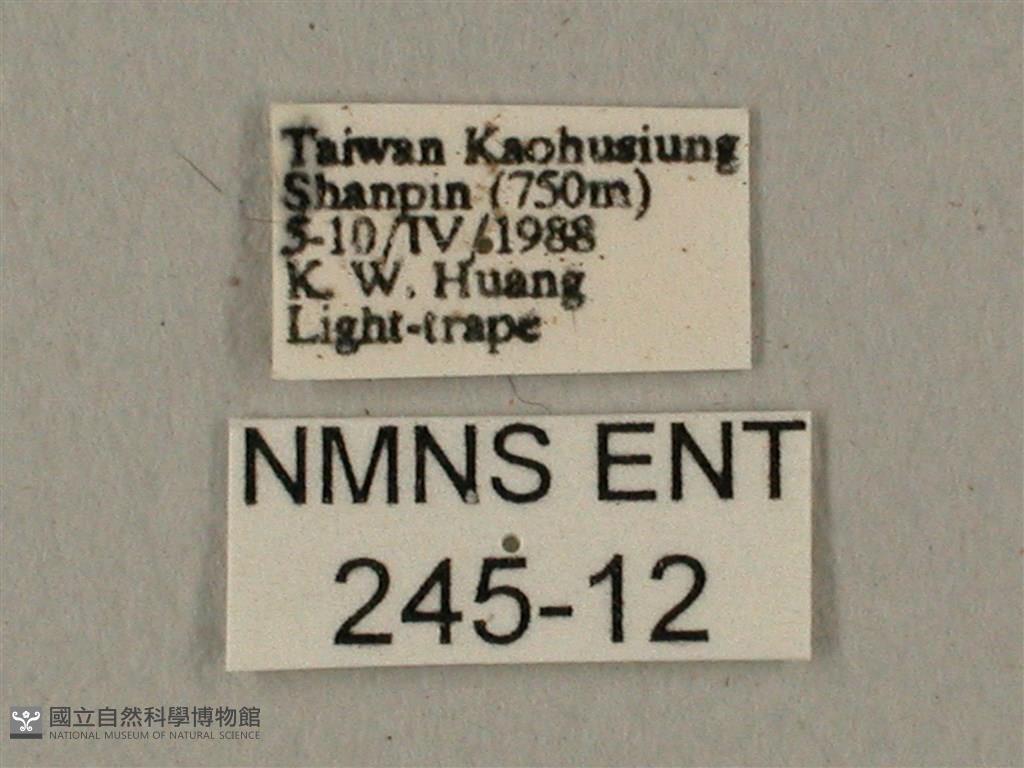 Taiwan Kaohusiung
Shanpin (750m)
5-10/IV/1988
K. W. Huang
Light-trape
NMNS ENT
245-12
國立自然科學博物館
NATIONAL MUSEUM OF NATURAL SCIENCE